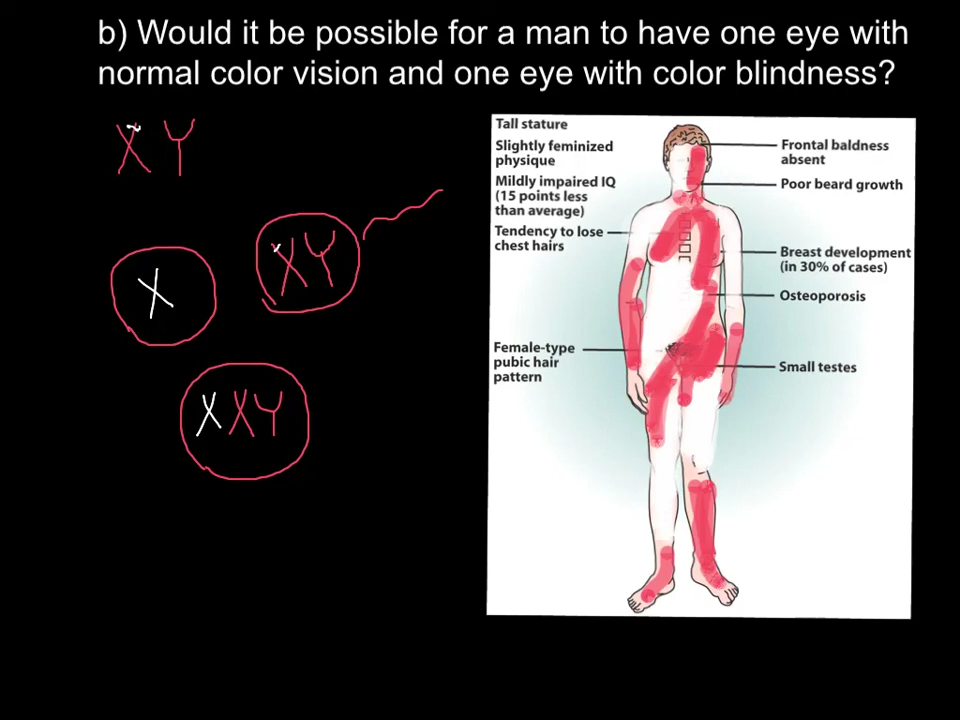 b) Would it be possible for a man to have one eye with
normal color vision and one eye with color blindness?
X Y
X
X Y
X X Y
Tall stature
Slightly feminized
physique
Mildly impaired IQ
(15 points less
than average)
Tendency to lose
chest hairs
Female-type
pubic hair
pattern
Frontal baldness
absent
Poor beard growth
Breast development
(in 30% of cases)
Osteoporosis
Small testes